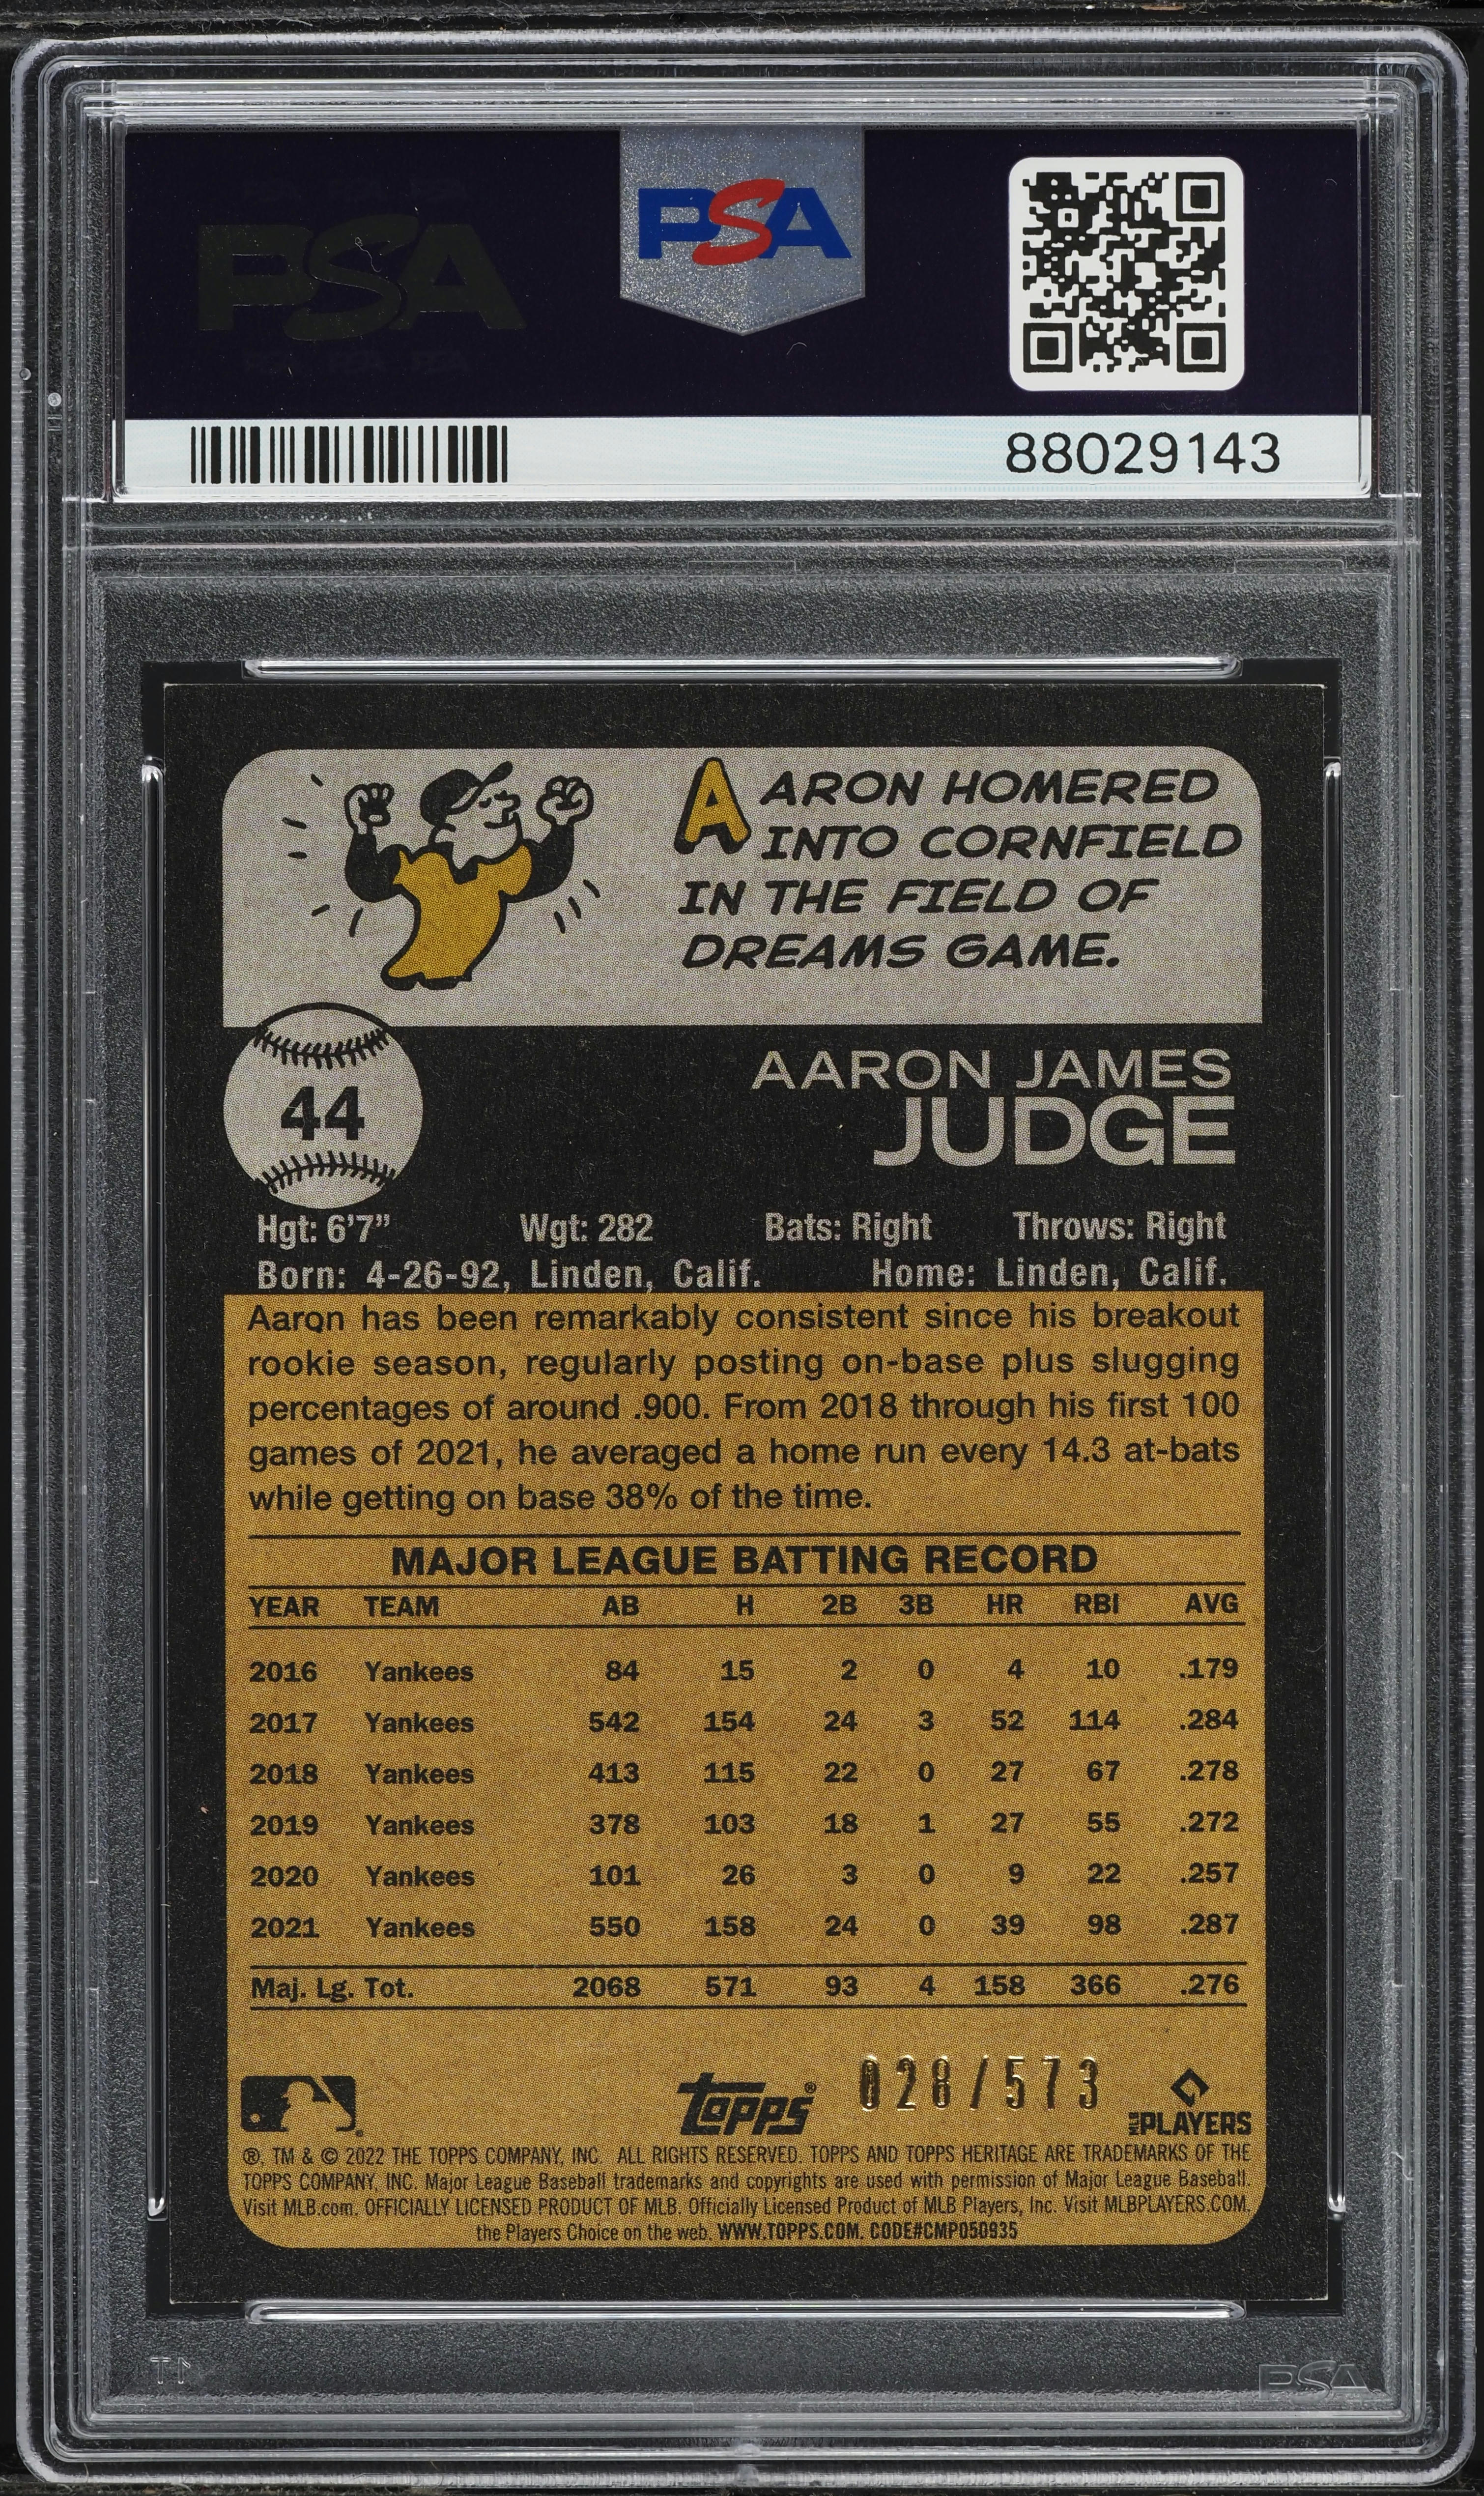 PSA
PSA
88029143
AARON HOMERED
INTO CORNFIELD
IN THE FIELD OF
DREAMS GAME.
44
AARON JAMES
JUDGE
Hgt: 6'7" Wgt: 282 Bats: Right Throws: Right
Born: 4-26-92, Linden, Calif. Home: Linden, Calif.
Aaron has been remarkably consistent since his breakout
rookie season, regularly posting on-base plus slugging
percentages of around .900. From 2018 through his first 100
games of 2021, he averaged a home run every 14.3 at-bats
while getting on base 38% of the time.
MAJOR LEAGUE BATTING RECORD
YEAR TEAM AB H 2B 3B HR RBI AVG
2016 Yankees 84 15 2 0 4 10 .179
2017 Yankees 542 154 24 3 52 114 .284
2018 Yankees 413 115 22 0 27 67 .278
2019 Yankees 378 103 18 1 27 55 .272
2020 Yankees 101 26 3 0 9 22 .257
2021 Yankees 550 158 24 0 39 98 .287
Maj. Lg. Tot. 2068 571 93 4 158 366 .276
Topps® 028/573 MLB PLAYERS
®, TM & © 2022 THE TOPPS COMPANY, INC. ALL RIGHTS RESERVED. TOPPS AND TOPPS HERITAGE ARE TRADEMARKS OF THE
TOPPS COMPANY, INC. Major League Baseball trademarks and copyrights are used with permission of Major League Baseball.
Visit MLB.com. OFFICIALLY LICENSED PRODUCT OF MLB. Officially Licensed Product of MLB Players, Inc. Visit MLBPLAYERS.COM,
the Players Choice on the web. WWW.TOPPS.COM. CODE#CMP050935
PSA